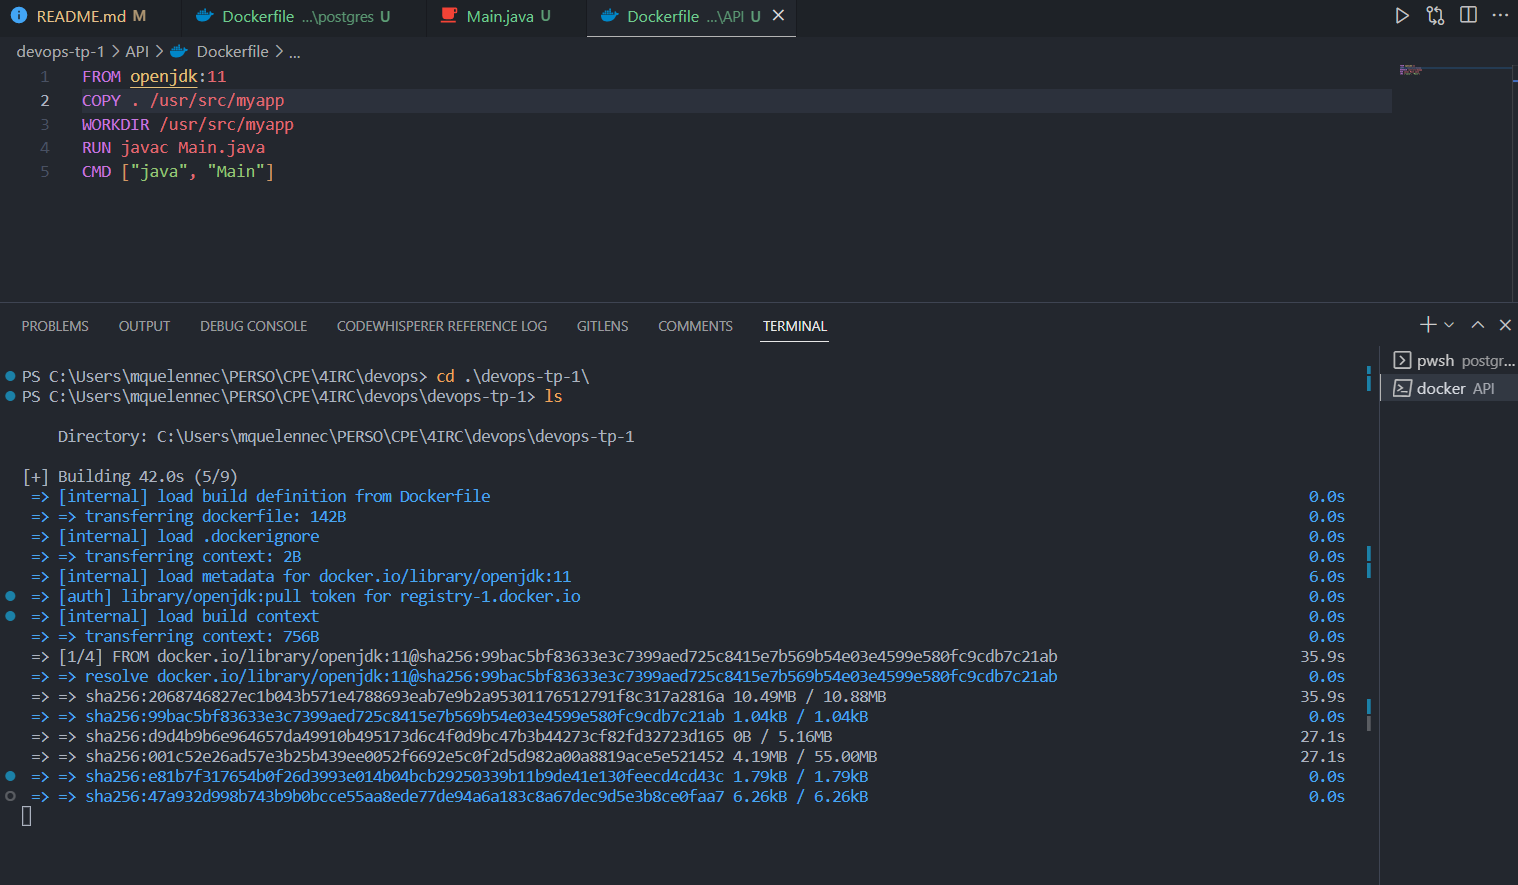 README.md M
Dockerfile ...\postgres U
Main.java U
Dockerfile ...\API U
devops-tp-1 > API > Dockerfile > ...
1 FROM openjdk:11
2 COPY . /usr/src/myapp
3 WORKDIR /usr/src/myapp
4 RUN javac Main.java
5 CMD ["java", "Main"]
PROBLEMS OUTPUT DEBUG CONSOLE CODEWHISPERER REFERENCE LOG GITLENS COMMENTS TERMINAL
pwsh postgr...
docker API
PS C:\Users\mquelennec\PERSO\CPE\4IRC\devops> cd .\devops-tp-1\
PS C:\Users\mquelennec\PERSO\CPE\4IRC\devops\devops-tp-1> ls
Directory: C:\Users\mquelennec\PERSO\CPE\4IRC\devops\devops-tp-1
[+] Building 42.0s (5/9)
=> [internal] load build definition from Dockerfile 0.0s
=> => transferring dockerfile: 142B 0.0s
=> [internal] load .dockerignore 0.0s
=> => transferring context: 2B 0.0s
=> [internal] load metadata for docker.io/library/openjdk:11 6.0s
=> [auth] library/openjdk:pull token for registry-1.docker.io 0.0s
=> [internal] load build context 0.0s
=> => transferring context: 756B 0.0s
=> [1/4] FROM docker.io/library/openjdk:11@sha256:99bac5bf83633e3c7399aed725c8415e7b569b54e03e4599e580fc9cdb7c21ab 35.9s
=> => resolve docker.io/library/openjdk:11@sha256:99bac5bf83633e3c7399aed725c8415e7b569b54e03e4599e580fc9cdb7c21ab 0.0s
=> => sha256:2068746827ec1b043b571e4788693eab7e9b2a95301176512791f8c317a2816a 10.49MB / 10.88MB 35.9s
=> => sha256:99bac5bf83633e3c7399aed725c8415e7b569b54e03e4599e580fc9cdb7c21ab 1.04kB / 1.04kB 0.0s
=> => sha256:d9d4b9b6e964657da49910b495173d6c4f0d9bc47b3b44273cf82fd32723d165 0B / 5.16MB 27.1s
=> => sha256:001c52e26ad57e3b25b439ee0052f6692e5c0f2d5d982a00a8819ace5e521452 4.19MB / 55.00MB 27.1s
=> => sha256:e81b7f317654b0f26d3993e014b04bcb29250339b11b9de41e130feecd4cd43c 1.79kB / 1.79kB 0.0s
=> => sha256:47a932d998b743b9b0bcce55aa8ede77de94a6a183c8a67dec9d5e3b8ce0faa7 6.26kB / 6.26kB 0.0s